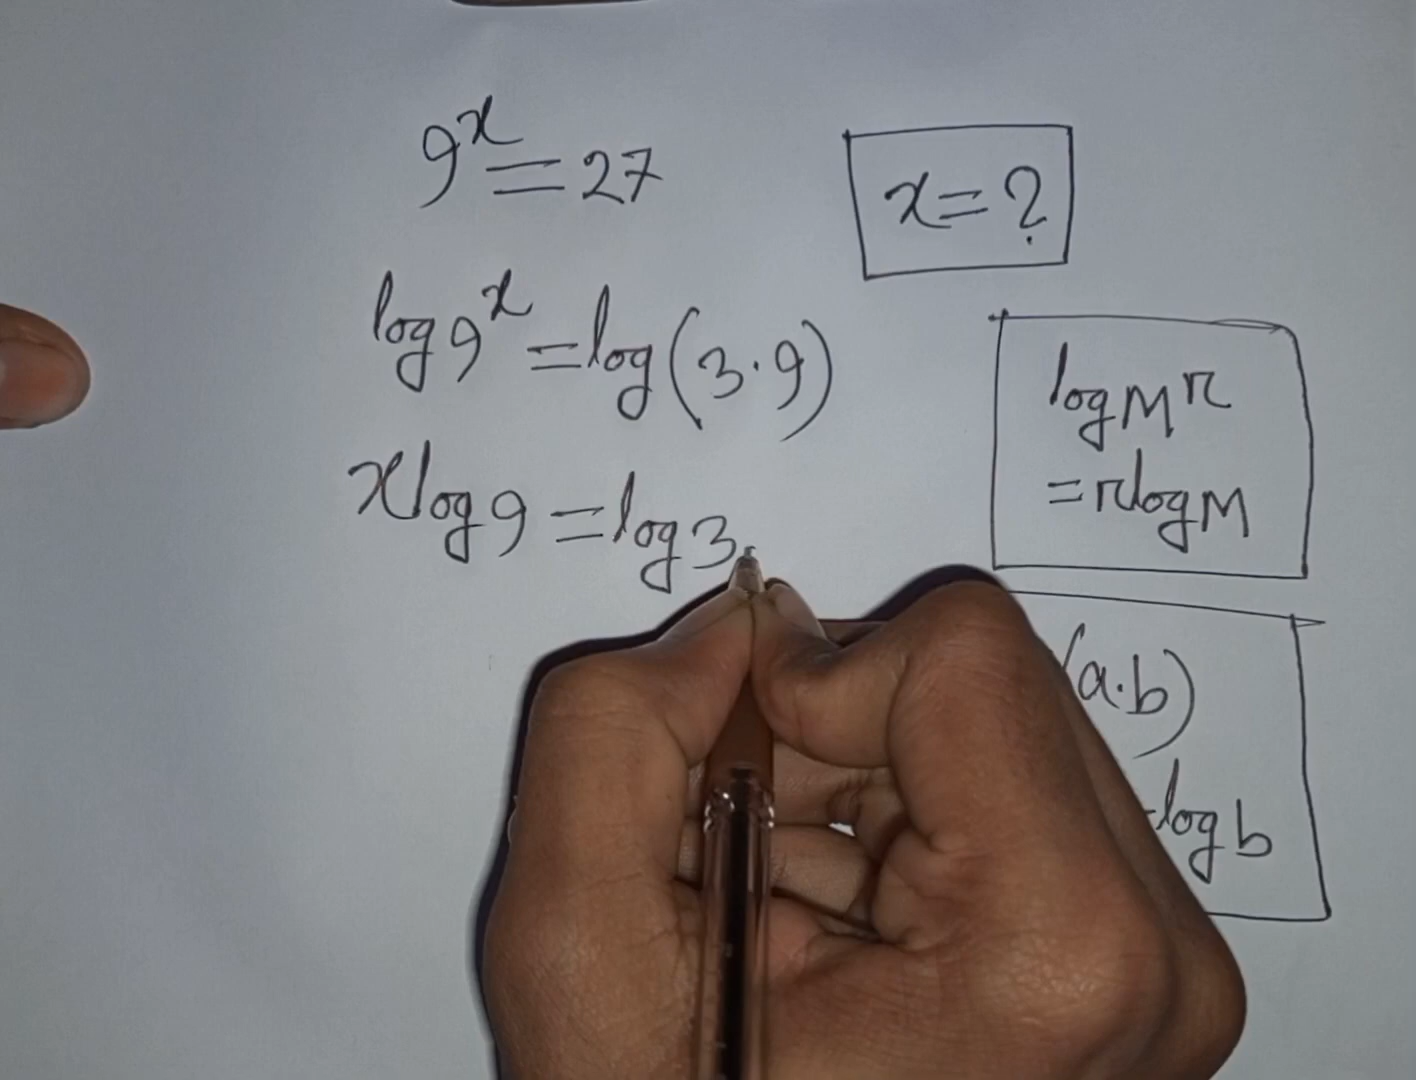 9^x = 27
x = ?
log 9^x = log(3·9)
x log 9 = log 3
log M^r
= r log M
(a·b)
log b